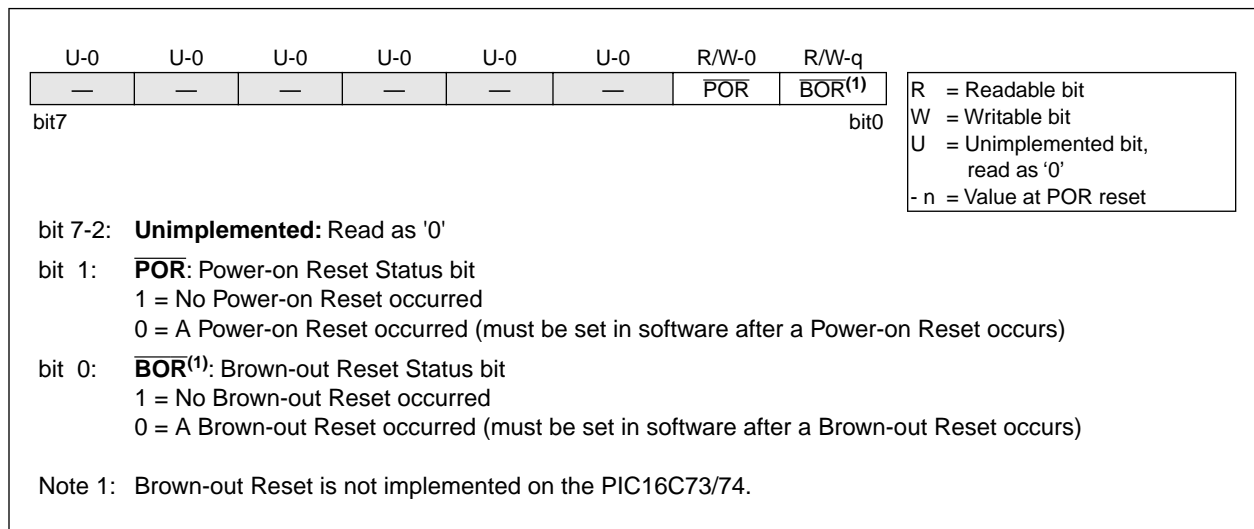 U-0 U-0 U-0 U-0 U-0 U-0 R/W-0 R/W-q
— — — — — — P̅O̅R̅ B̅O̅R̅(1)
bit7 bit0
R = Readable bit
W = Writable bit
U = Unimplemented bit,
read as ‘0’
- n = Value at POR reset
bit 7-2: Unimplemented: Read as '0'
bit 1: P̅O̅R̅: Power-on Reset Status bit
1 = No Power-on Reset occurred
0 = A Power-on Reset occurred (must be set in software after a Power-on Reset occurs)
bit 0: B̅O̅R̅(1): Brown-out Reset Status bit
1 = No Brown-out Reset occurred
0 = A Brown-out Reset occurred (must be set in software after a Brown-out Reset occurs)
Note 1: Brown-out Reset is not implemented on the PIC16C73/74.